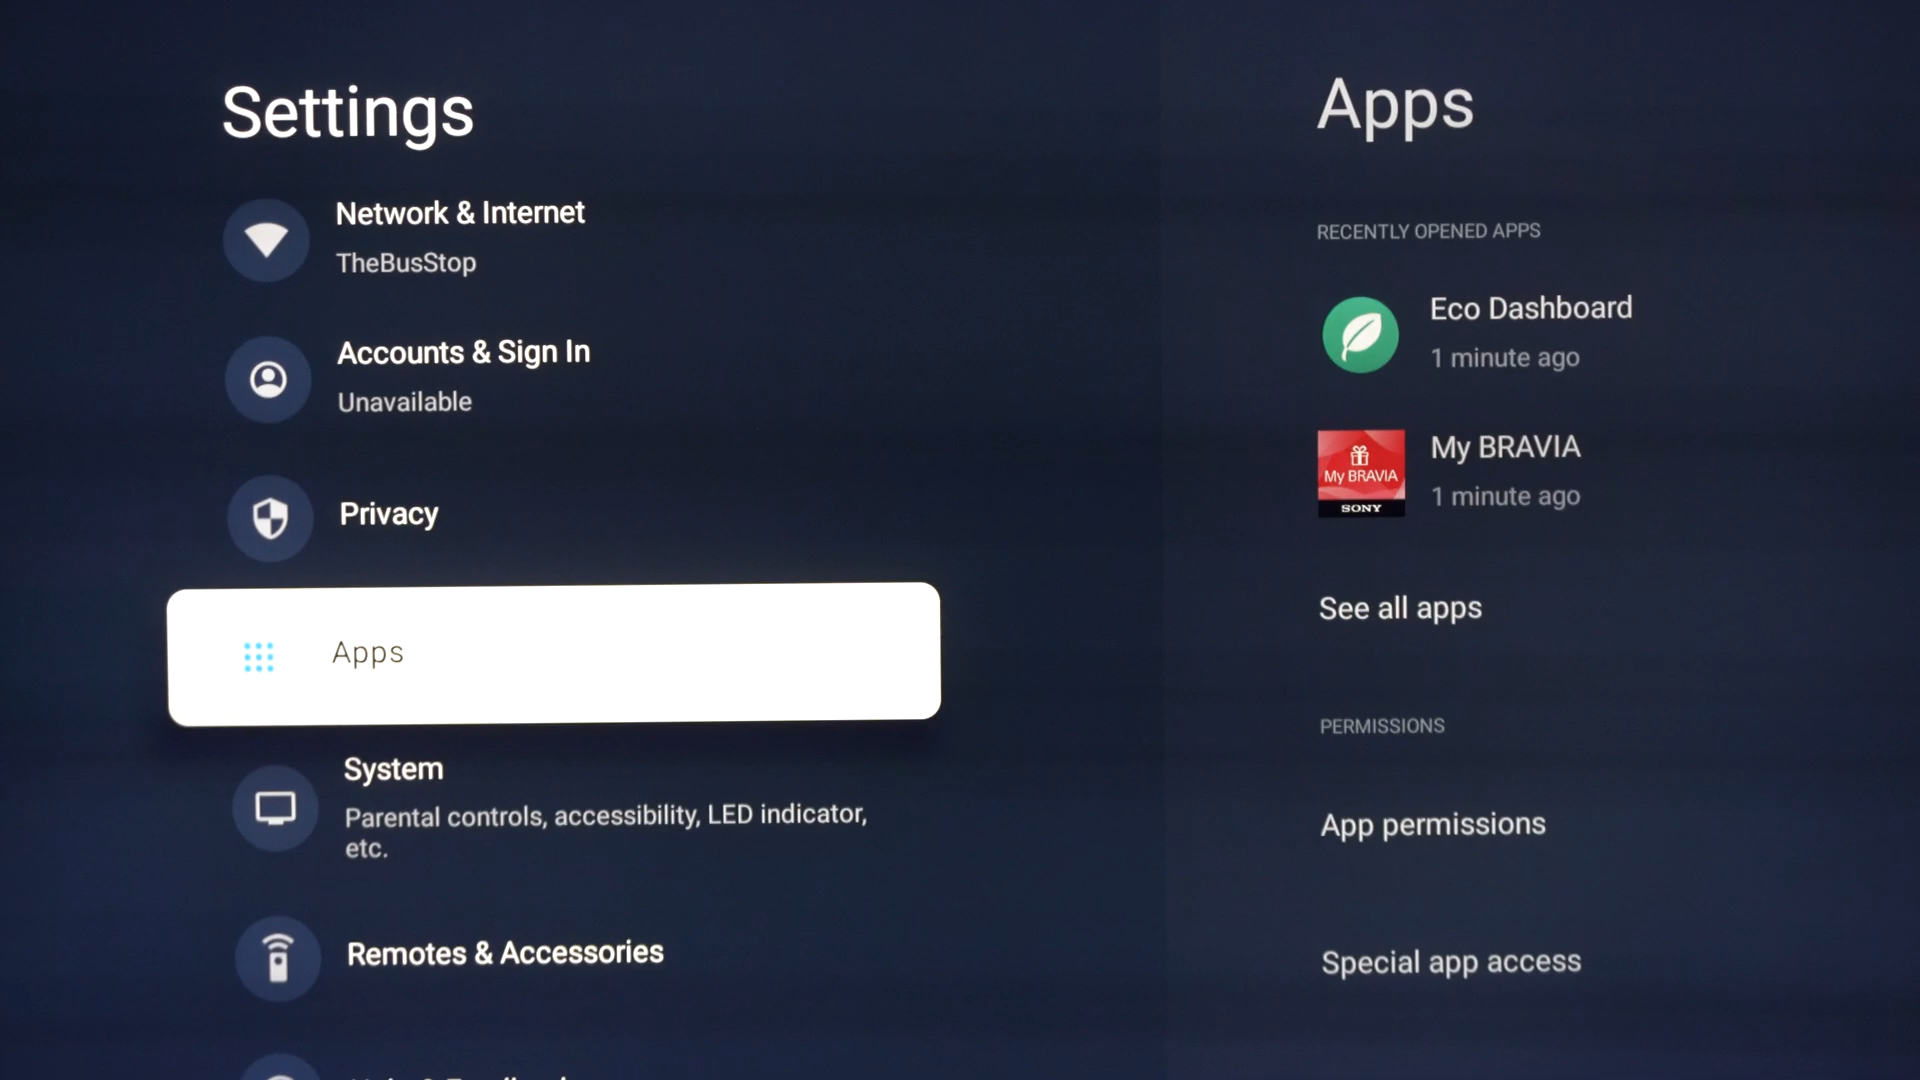 Settings
Network & Internet
TheBusStop
Accounts & Sign In
Unavailable
Privacy
Apps
System
Parental controls, accessibility, LED indicator,
etc.
Remotes & Accessories
Apps
RECENTLY OPENED APPS
Eco Dashboard
1 minute ago
My BRAVIA
SONY
My BRAVIA
1 minute ago
See all apps
PERMISSIONS
App permissions
Special app access